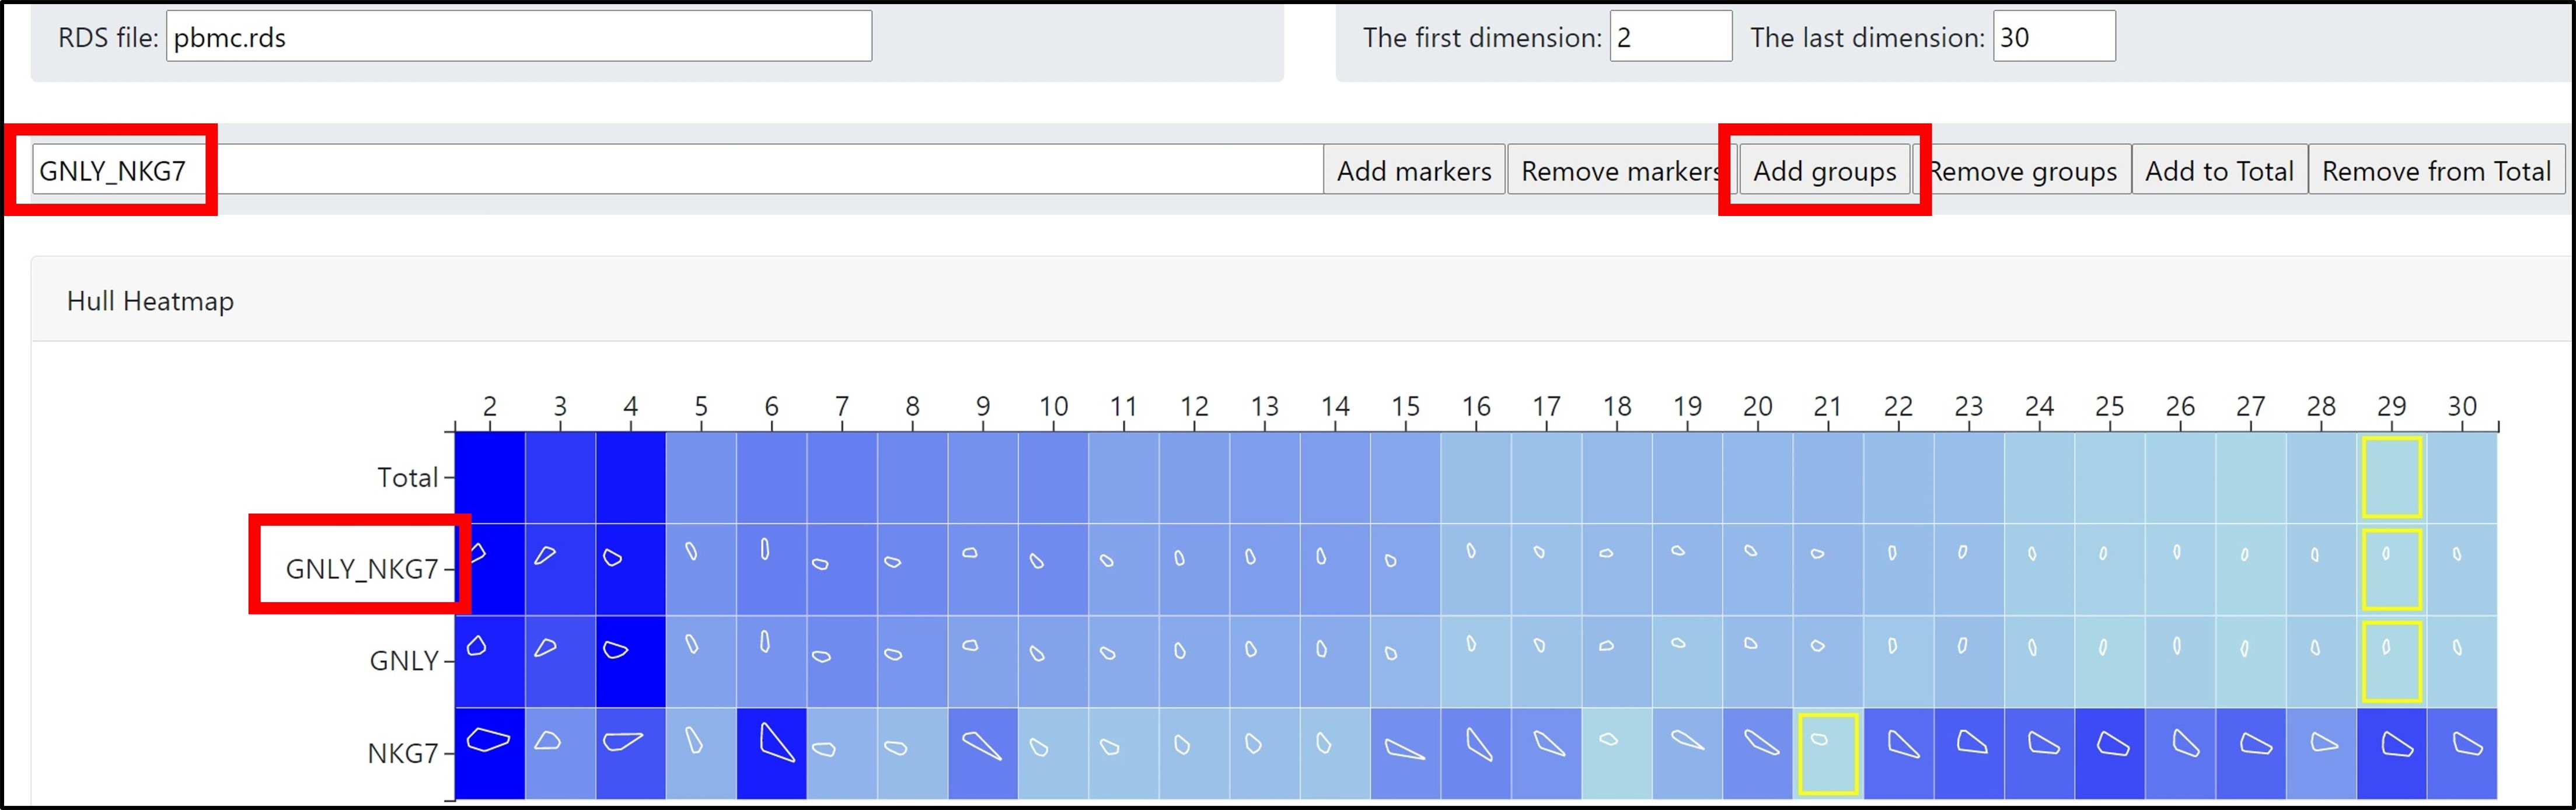 RDS file: pbmc.rds The first dimension: 2 The last dimension: 30
GNLY_NKG7 Add markers Remove markers Add groups Remove groups Add to Total Remove from Total
Hull Heatmap
2 3 4 5 6 7 8 9 10 11 12 13 14 15 16 17 18 19 20 21 22 23 24 25 26 27 28 29 30
Total
GNLY_NKG7
GNLY
NKG7